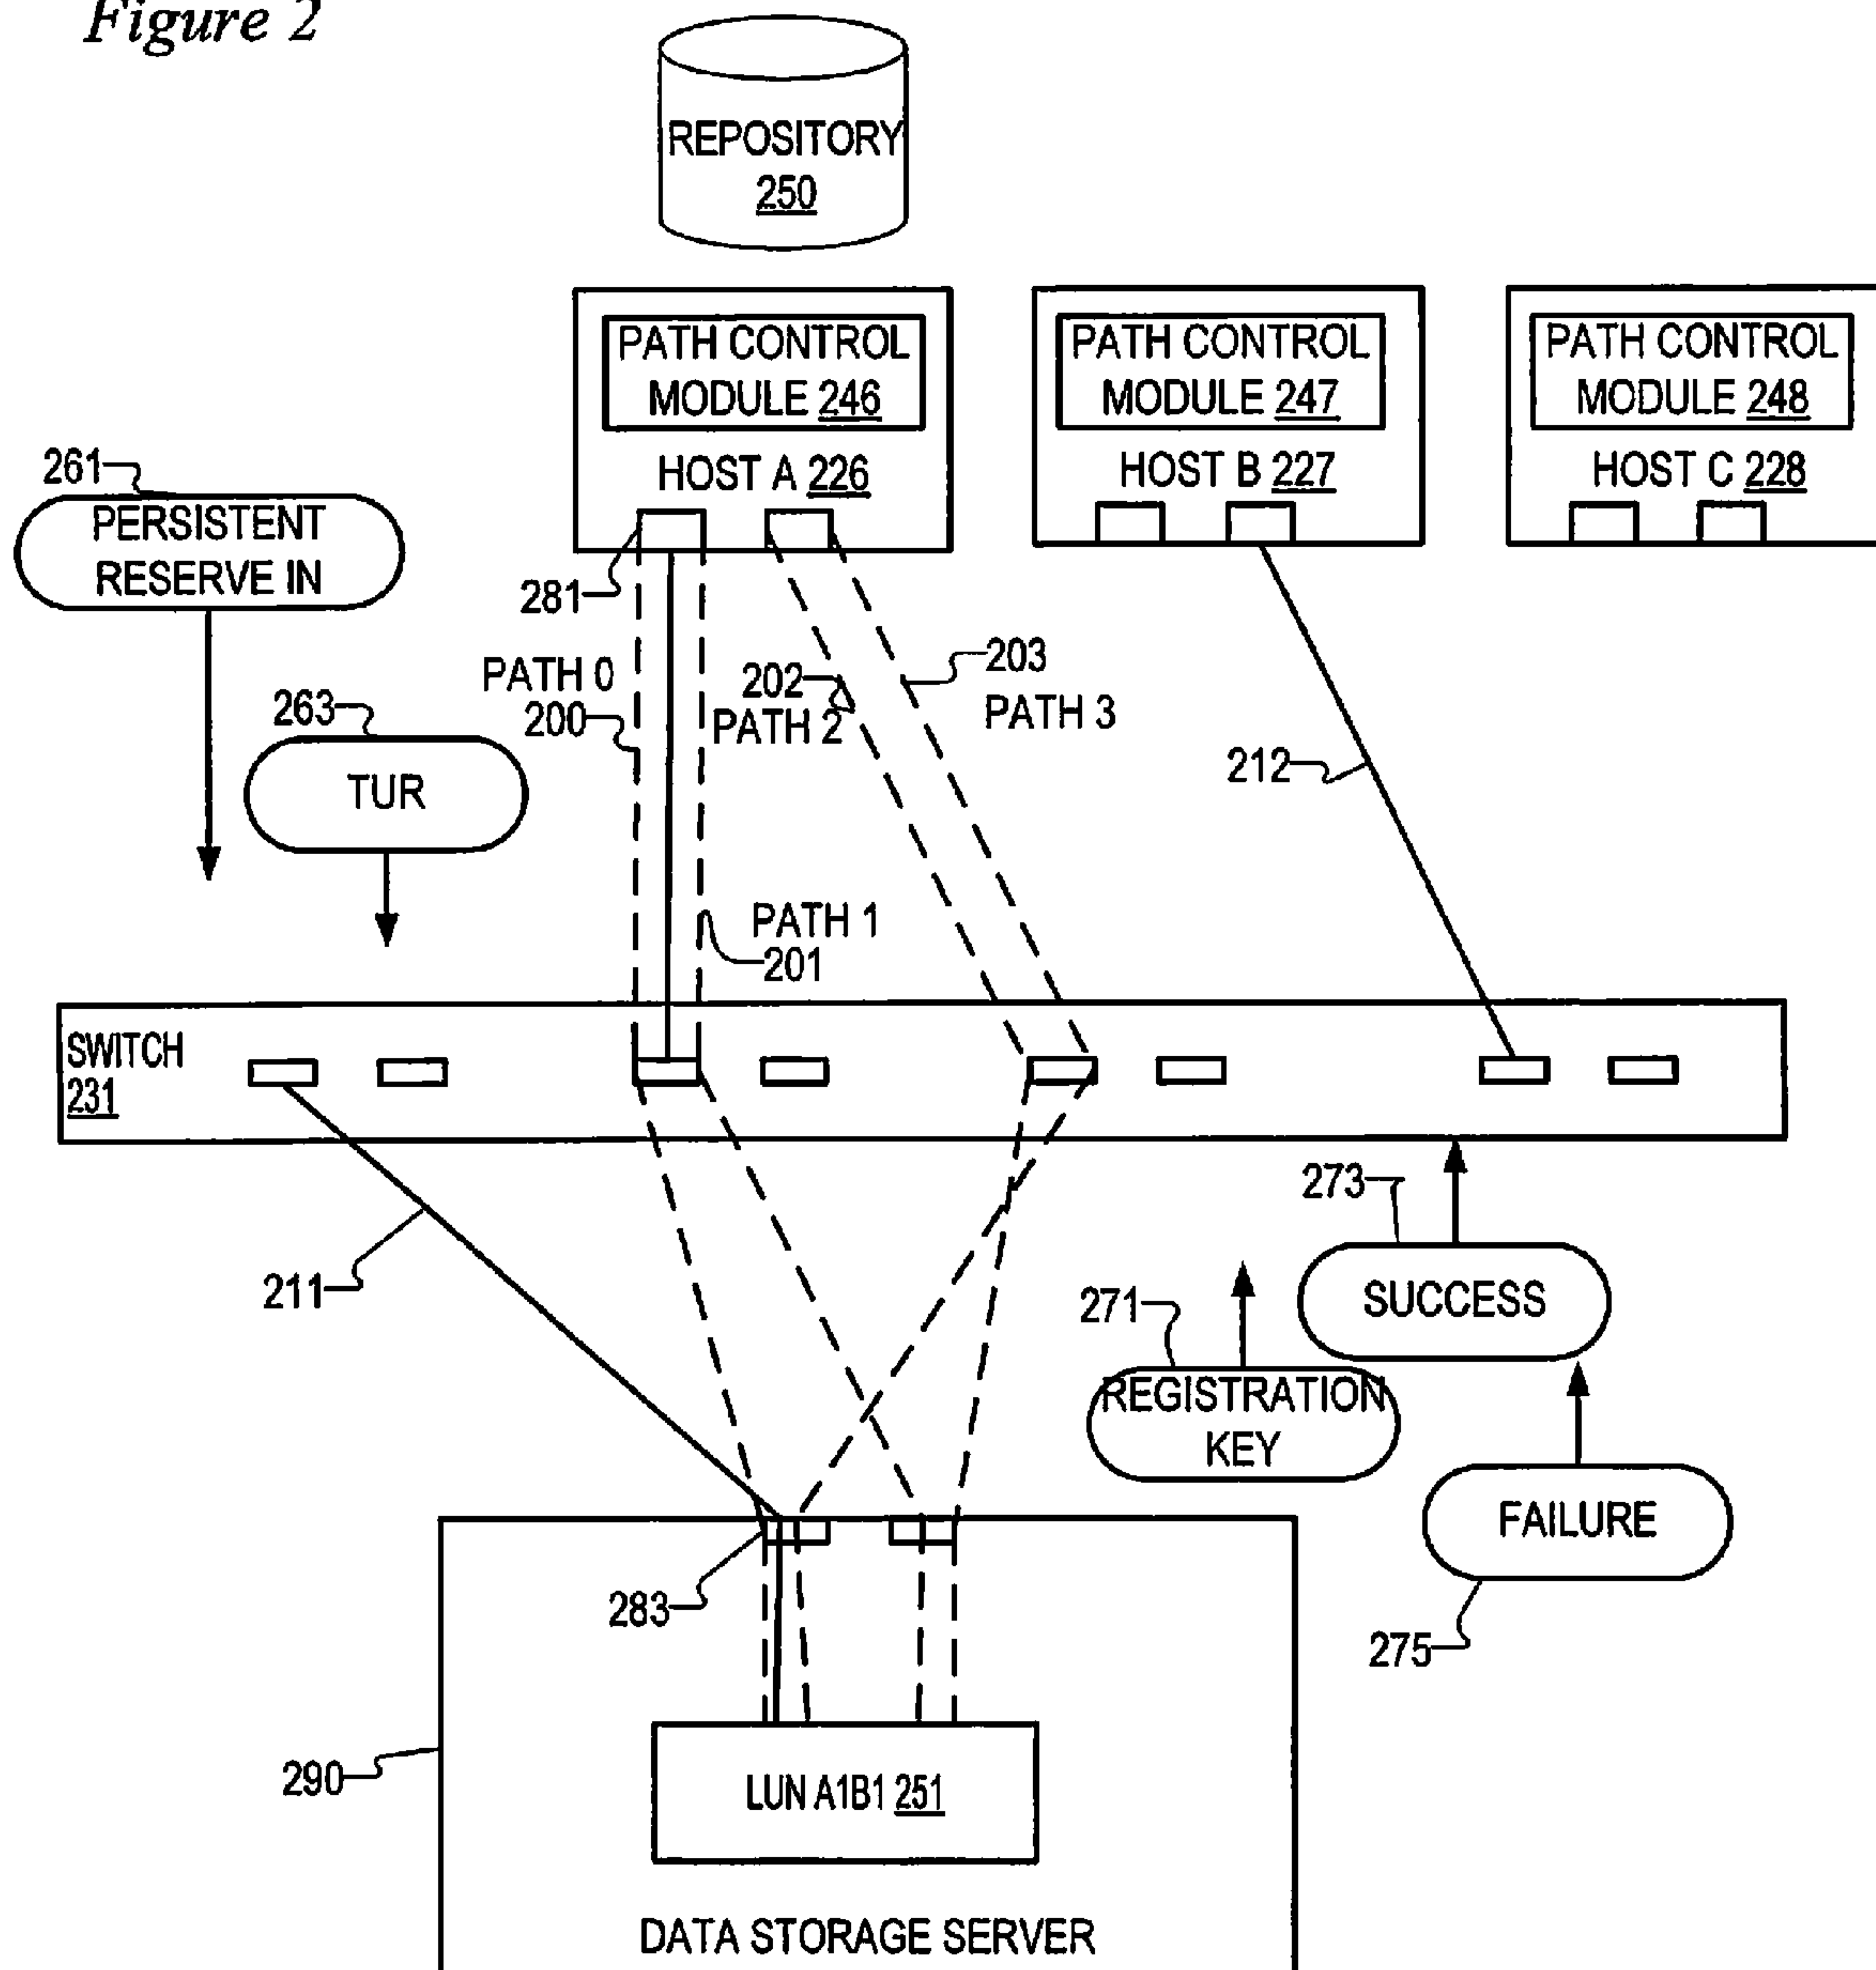 Figure 2
REPOSITORY
250
PATH CONTROL
MODULE 246
HOST A 226
PATH CONTROL
MODULE 247
HOST B 227
PATH CONTROL
MODULE 248
HOST C 228
261
PERSISTENT
RESERVE IN
281
263
TUR
PATH 0
200
202
PATH 2
203
PATH 3
212
PATH 1
201
SWITCH
231
211
273
SUCCESS
271
REGISTRATION
KEY
FAILURE
275
283
290
LUN A1B1 251
DATA STORAGE SERVER